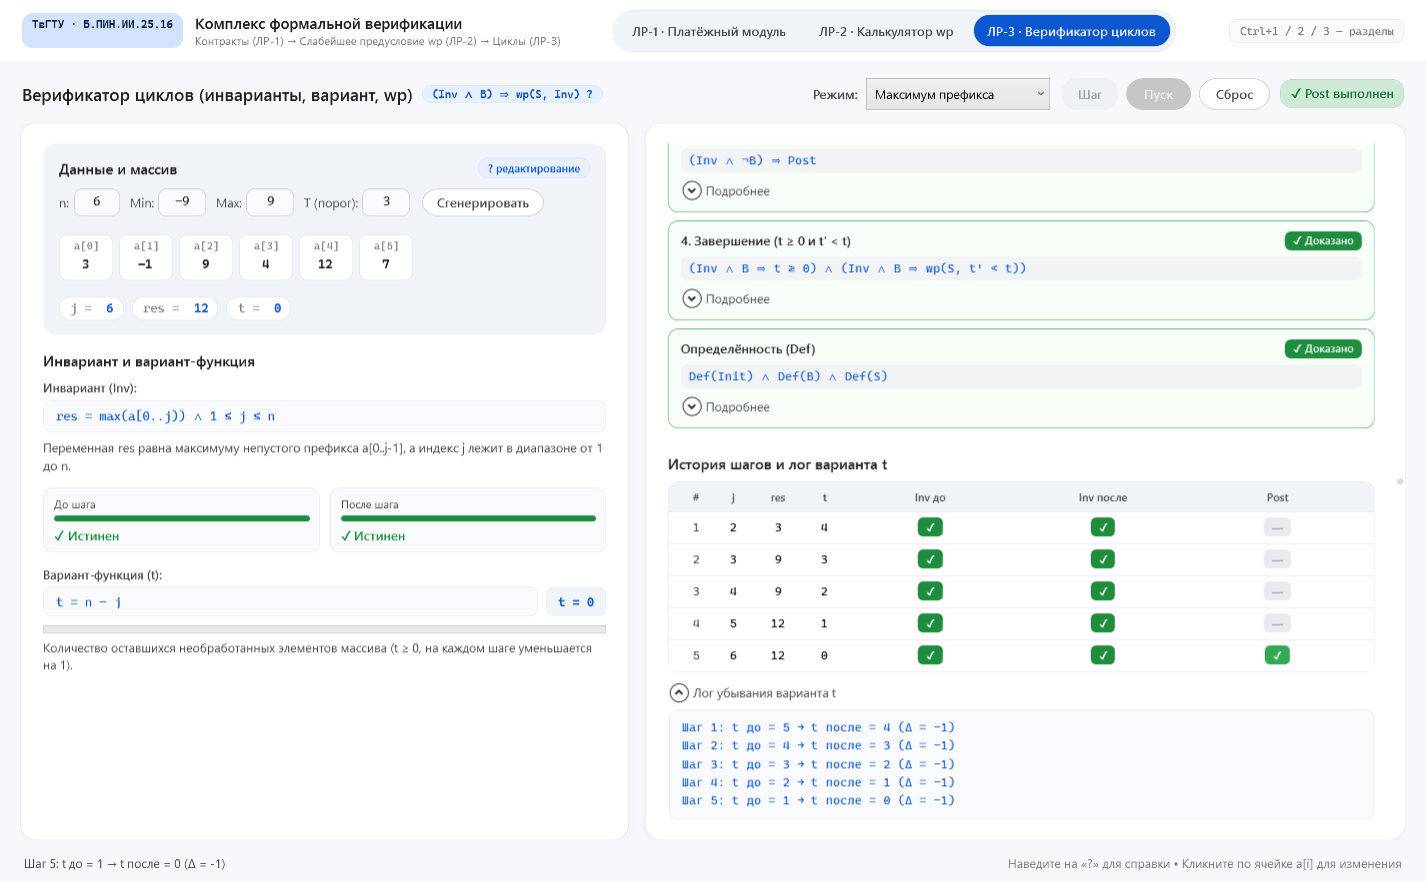 ТвГТУ · Б.ПИН.ИИ.25.16
Комплекс формальной верификации
Контракты (ЛР-1) → Слабейшее предусловие wp (ЛР-2) → Циклы (ЛР-3)
ЛР-1 · Платёжный модуль
ЛР-2 · Калькулятор wp
ЛР-3 · Верификатор циклов
Ctrl+1 / 2 / 3 — разделы
Верификатор циклов (инварианты, вариант, wp)
(Inv ∧ B) ⇒ wp(S, Inv) ?
Режим:
Максимум префикса
Шаг
Пуск
Сброс
✓ Post выполнен
Данные и массив
? редактирование
n: 6 Min: −9 Max: 9 T (порог): 3 Сгенерировать
a[0] a[1] a[2] a[3] a[4] a[5]
3 −1 9 4 12 7
j = 6 res = 12 t = 0
Инвариант и вариант-функция
Инвариант (Inv):
res = max(a[0..j)) ∧ 1 ≤ j ≤ n
Переменная res равна максимуму непустого префикса a[0..j-1], а индекс j лежит в диапазоне от 1
до n.
До шага
✓ Истинен
После шага
✓ Истинен
Вариант-функция (t):
t = n − j
t = 0
Количество оставшихся необработанных элементов массива (t ≥ 0, на каждом шаге уменьшается
на 1).
(Inv ∧ ¬B) ⇒ Post
Подробнее
4. Завершение (t ≥ 0 и t' < t)
✓ Доказано
(Inv ∧ B ⇒ t ≥ 0) ∧ (Inv ∧ B ⇒ wp(S, t' < t))
Подробнее
Определённость (Def)
✓ Доказано
Def(Init) ∧ Def(B) ∧ Def(S)
Подробнее
История шагов и лог варианта t
# j res t Inv до Inv после Post
1 2 3 4 ✓ ✓ —
2 3 9 3 ✓ ✓ —
3 4 9 2 ✓ ✓ —
4 5 12 1 ✓ ✓ —
5 6 12 0 ✓ ✓ ✓
Лог убывания варианта t
Шаг 1: t до = 5 → t после = 4 (Δ = −1)
Шаг 2: t до = 4 → t после = 3 (Δ = −1)
Шаг 3: t до = 3 → t после = 2 (Δ = −1)
Шаг 4: t до = 2 → t после = 1 (Δ = −1)
Шаг 5: t до = 1 → t после = 0 (Δ = −1)
Шаг 5: t до = 1 → t после = 0 (Δ = -1)
Наведите на «?» для справки • Кликните по ячейке a[i] для изменения